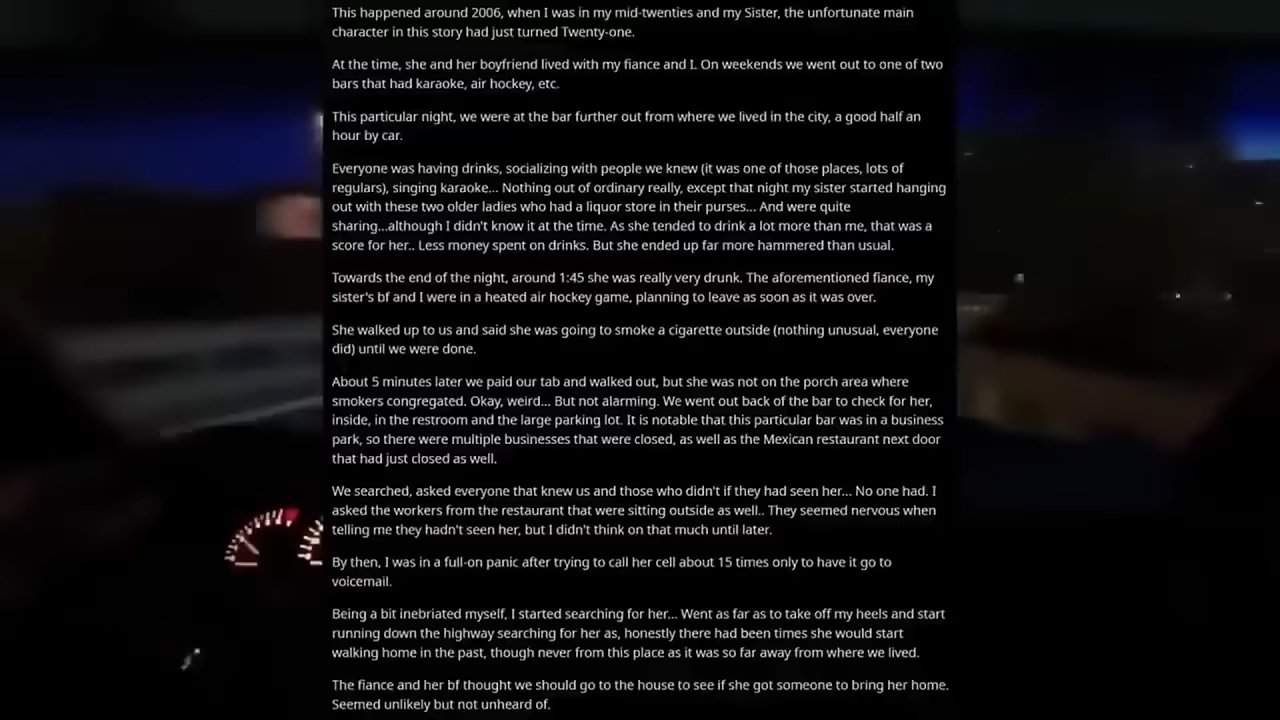 This happened around 2006, when I was in my mid-twenties and my Sister, the unfortunate main
character in this story had just turned Twenty-one.
At the time, she and her boyfriend lived with my fiance and I. On weekends we went out to one of two
bars that had karaoke, air hockey, etc.
This particular night, we were at the bar further out from where we lived in the city, a good half an
hour by car.
Everyone was having drinks, socializing with people we knew (it was one of those places, lots of
regulars), singing karaoke... Nothing out of ordinary really, except that night my sister started hanging
out with these two older ladies who had a liquor store in their purses... And were quite
sharing...although I didn't know it at the time. As she tended to drink a lot more than me, that was a
score for her.. Less money spent on drinks. But she ended up far more hammered than usual.
Towards the end of the night, around 1:45 she was really very drunk. The aforementioned fiance, my
sister's bf and I were in a heated air hockey game, planning to leave as soon as it was over.
She walked up to us and said she was going to smoke a cigarette outside (nothing unusual, everyone
did) until we were done.
About 5 minutes later we paid our tab and walked out, but she was not on the porch area where
smokers congregated. Okay, weird... But not alarming. We went out back of the bar to check for her,
inside, in the restroom and the large parking lot. It is notable that this particular bar was in a business
park, so there were multiple businesses that were closed, as well as the Mexican restaurant next door
that had just closed as well.
We searched, asked everyone that knew us and those who didn't if they had seen her... No one had. I
asked the workers from the restaurant that were sitting outside as well.. They seemed nervous when
telling me they hadn't seen her, but I didn't think on that much until later.
By then, I was in a full-on panic after trying to call her cell about 15 times only to have it go to
voicemail.
Being a bit inebriated myself, I started searching for her... Went as far as to take off my heels and start
running down the highway searching for her as, honestly there had been times she would start
walking home in the past, though never from this place as it was so far away from where we lived.
The fiance and her bf thought we should go to the house to see if she got someone to bring her home.
Seemed unlikely but not unheard of.